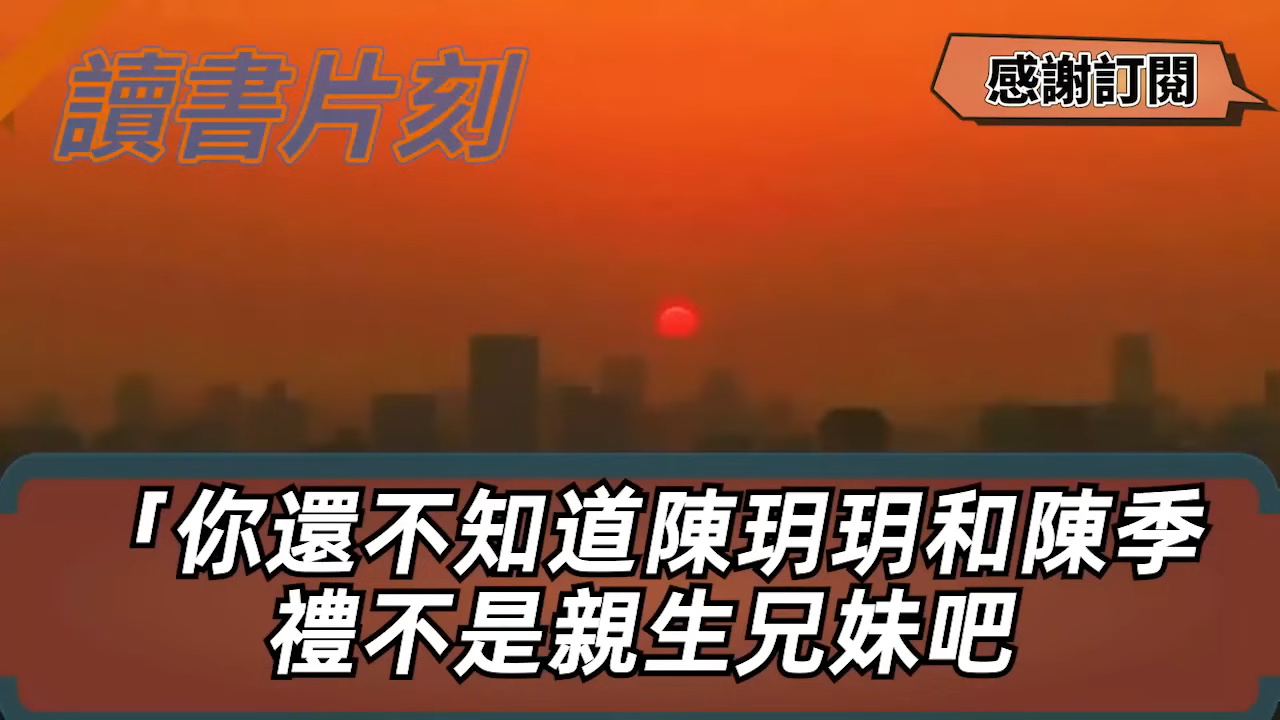 讀書片刻
感謝訂閱
「你還不知道陳玥玥和陳季
禮不是親生兄妹吧